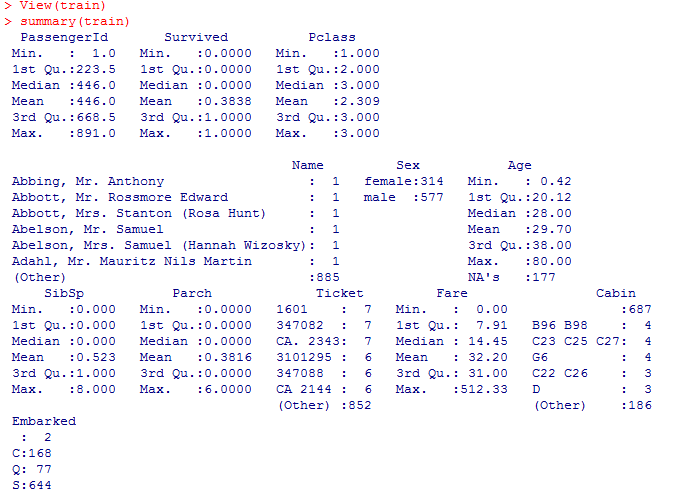 > View(train)
> summary(train)
PassengerId Survived Pclass
Min. : 1.0 Min. :0.0000 Min. :1.000
1st Qu.:223.5 1st Qu.:0.0000 1st Qu.:2.000
Median :446.0 Median :0.0000 Median :3.000
Mean :446.0 Mean :0.3838 Mean :2.309
3rd Qu.:668.5 3rd Qu.:1.0000 3rd Qu.:3.000
Max. :891.0 Max. :1.0000 Max. :3.000
Name Sex Age
Abbing, Mr. Anthony : 1 female:314 Min. : 0.42
Abbott, Mr. Rossmore Edward : 1 male :577 1st Qu.:20.12
Abbott, Mrs. Stanton (Rosa Hunt) : 1 Median :28.00
Abelson, Mr. Samuel : 1 Mean :29.70
Abelson, Mrs. Samuel (Hannah Wizosky): 1 3rd Qu.:38.00
Adahl, Mr. Mauritz Nils Martin : 1 Max. :80.00
(Other) :885 NA's :177
SibSp Parch Ticket Fare Cabin
Min. :0.000 Min. :0.0000 1601 : 7 Min. : 0.00 :687
1st Qu.:0.000 1st Qu.:0.0000 347082 : 7 1st Qu.: 7.91 B96 B98 : 4
Median :0.000 Median :0.0000 CA. 2343: 7 Median : 14.45 C23 C25 C27: 4
Mean :0.523 Mean :0.3816 3101295 : 6 Mean : 32.20 G6 : 4
3rd Qu.:1.000 3rd Qu.:0.0000 347088 : 6 3rd Qu.: 31.00 C22 C26 : 3
Max. :8.000 Max. :6.0000 CA 2144 : 6 Max. :512.33 D : 3
(Other) :852 (Other) :186
Embarked
: 2
C:168
Q: 77
S:644